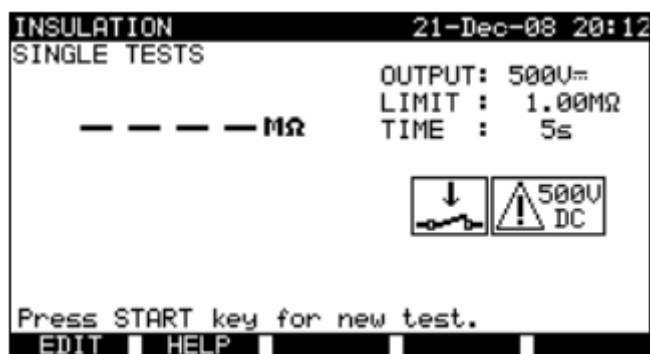 INSULATION 21-Dec-08 20:12
SINGLE TESTS
OUTPUT: 500V⎓
LIMIT : 1.00MΩ
– – – –MΩ TIME : 5s
500V
DC
Press START key for new test.
EDIT HELP